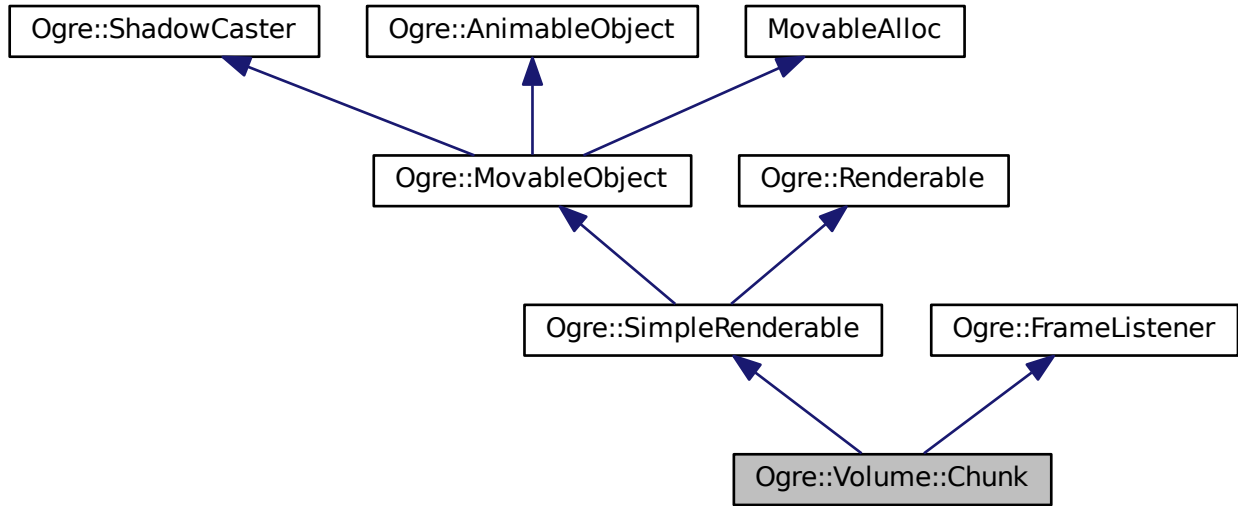 Ogre::ShadowCaster
Ogre::AnimableObject
MovableAlloc
Ogre::MovableObject
Ogre::Renderable
Ogre::SimpleRenderable
Ogre::FrameListener
Ogre::Volume::Chunk